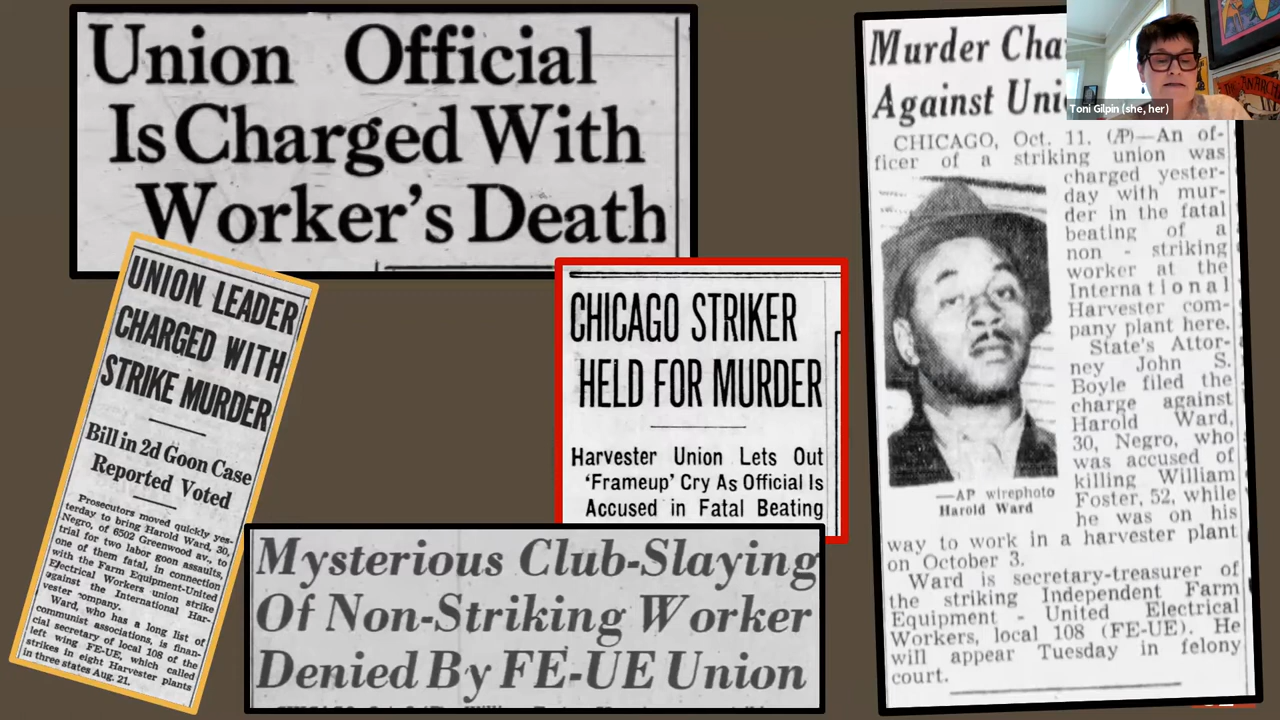 Union Official
Is Charged With
Worker's Death
UNION LEADER
CHARGED WITH
STRIKE MURDER
Bill in 2d Goon Case
Reported Voted
Prosecutors moved quickly yes-
terday to bring Harold Ward, 30,
Negro, of 6502 Greenwood av., to
trial for two labor goon assaults,
one of them fatal, in connection
with the Farm Equipment-United
Electrical Workers union strike
against the International Har-
vester company.
Ward, who has a long list of
communist associations, is finan-
cial secretary of local 108 of the
left wing FE-UE, which called
strikes in eight Harvester plants
in three states Aug. 21.
CHICAGO STRIKER
HELD FOR MURDER
Harvester Union Lets Out
'Frameup' Cry As Official Is
Accused in Fatal Beating
Mysterious Club-Slaying
Of Non-Striking Worker
Denied By FE-UE Union
Murder Cha
Against Uni
CHICAGO, Oct. 11. (AP)—An of-
ficer of a striking union was
charged yester-
day with mur-
der in the fatal
beating of a
non - striking
worker at the
International
Harvester com-
pany plant here.
State's Attor-
ney John S.
Boyle filed the
charge against
Harold Ward,
30, Negro, who
was accused of
killing William
Foster, 52, while
he was on his
—AP wirephoto
Harold Ward
way to work in a harvester plant
on October 3.
Ward is secretary-treasurer of
the striking Independent Farm
Equipment - United Electrical
Workers, local 108 (FE-UE). He
will appear Tuesday in felony
court.
Toni Gilpin (she, her)
THE ANARCH